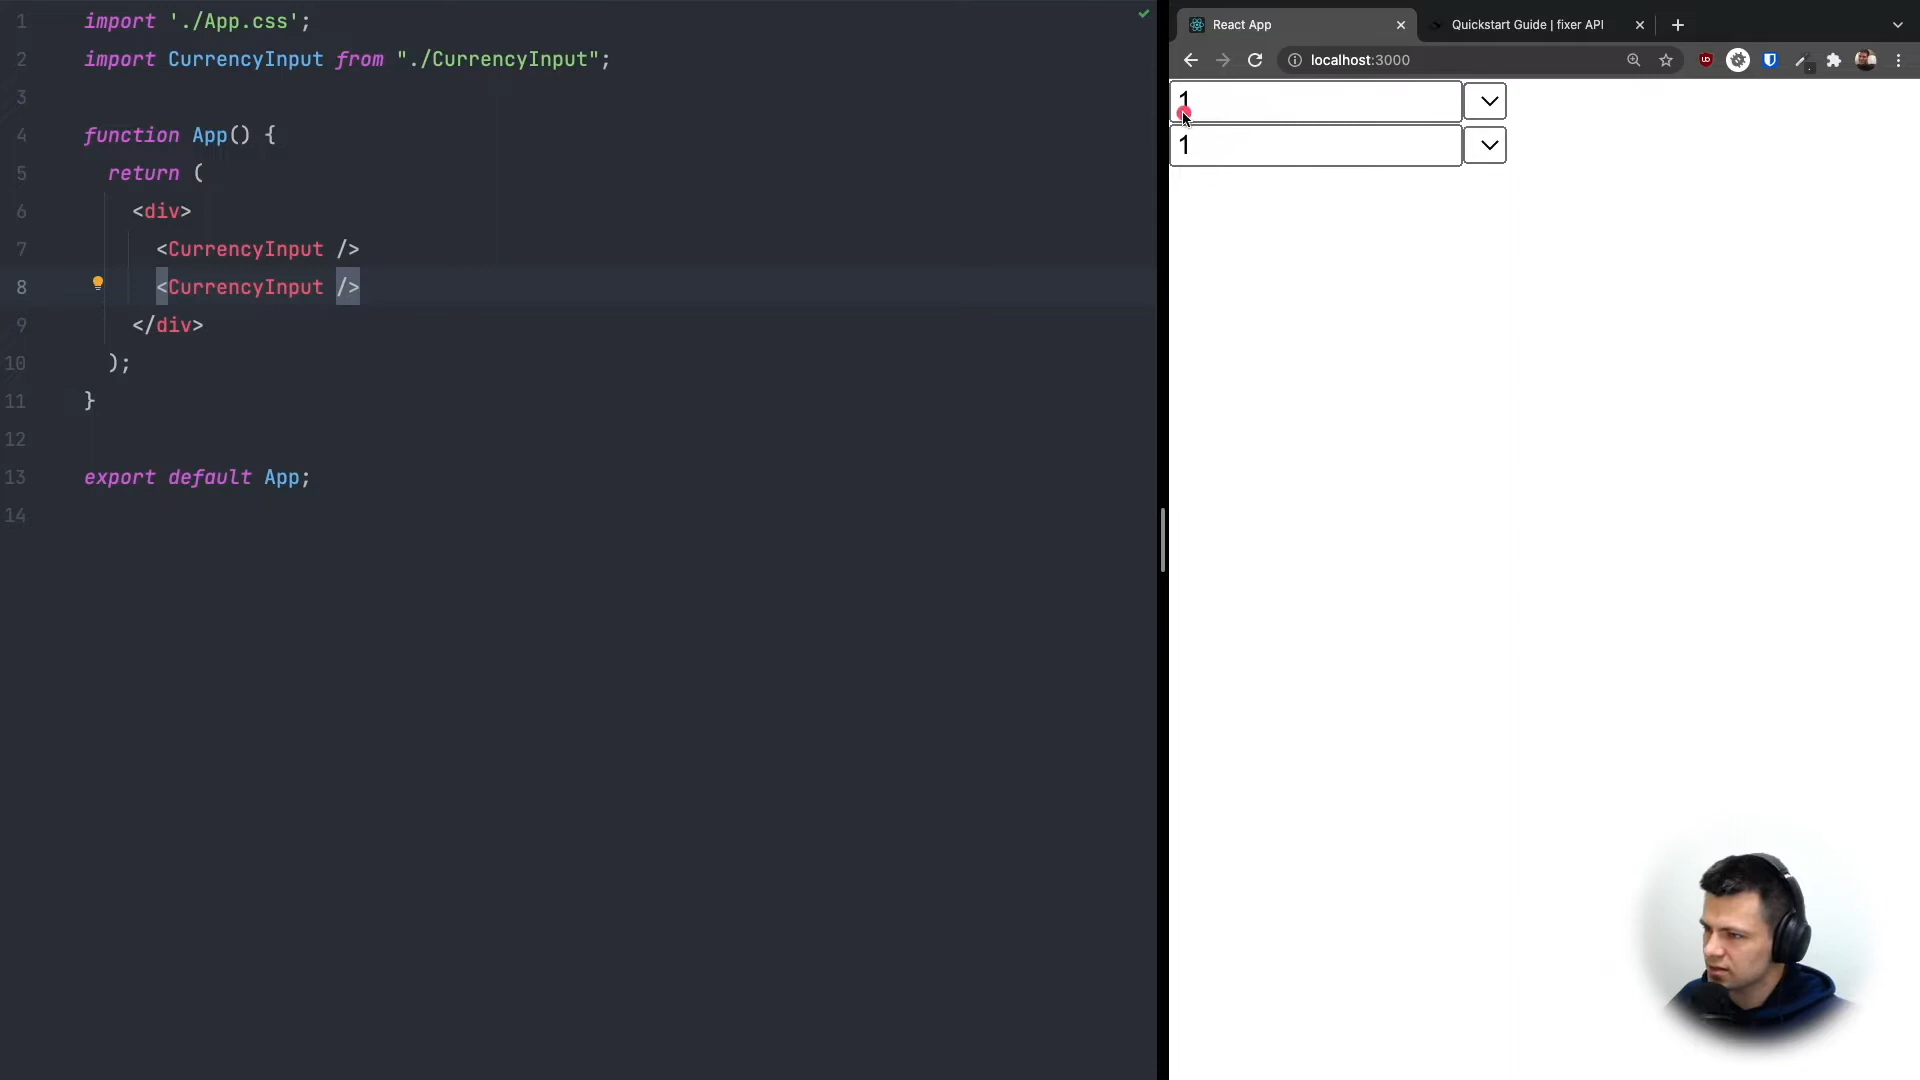 1 import './App.css';
2 import CurrencyInput from "./CurrencyInput";
3
4 function App() {
5 return (
6 <div>
7 <CurrencyInput />
8 <CurrencyInput />
9 </div>
10 );
11 }
12
13 export default App;
14
React App
Quickstart Guide | fixer API
localhost:3000
1
1